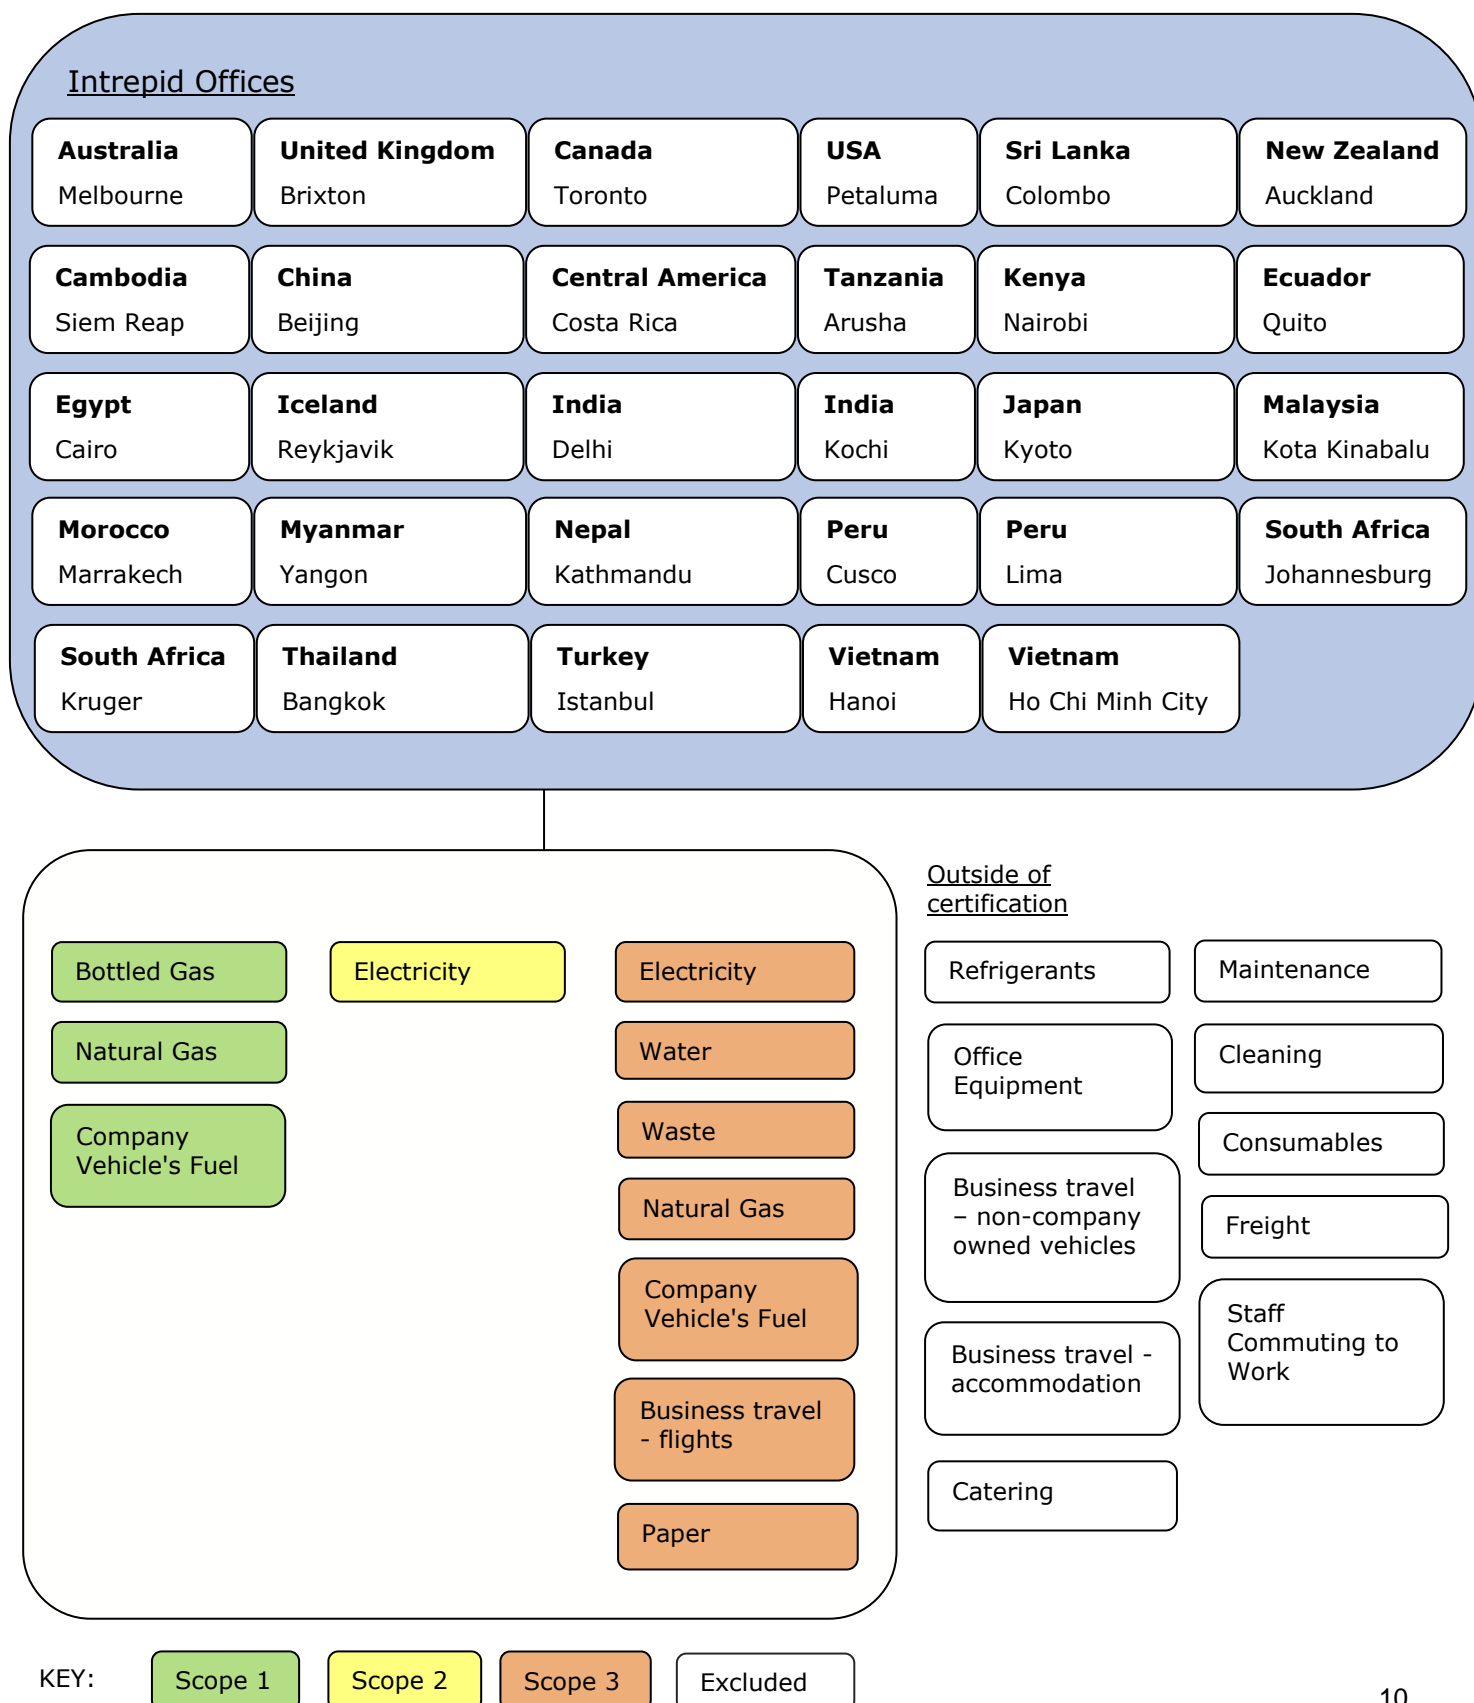 Intrepid Offices
Australia
Melbourne
United Kingdom
Brixton
Canada
Toronto
USA
Petaluma
Sri Lanka
Colombo
New Zealand
Auckland
Cambodia
Siem Reap
China
Beijing
Central America
Costa Rica
Tanzania
Arusha
Kenya
Nairobi
Ecuador
Quito
Egypt
Cairo
Iceland
Reykjavik
India
Delhi
India
Kochi
Japan
Kyoto
Malaysia
Kota Kinabalu
Morocco
Marrakech
Myanmar
Yangon
Nepal
Kathmandu
Peru
Cusco
Peru
Lima
South Africa
Johannesburg
South Africa
Kruger
Thailand
Bangkok
Turkey
Istanbul
Vietnam
Hanoi
Vietnam
Ho Chi Minh City
Bottled Gas
Natural Gas
Company
Vehicle's Fuel
Electricity
Electricity
Water
Waste
Natural Gas
Company
Vehicle's Fuel
Business travel
- flights
Paper
Outside of
certification
Refrigerants
Office
Equipment
Business travel
– non-company
owned vehicles
Business travel -
accommodation
Catering
Maintenance
Cleaning
Consumables
Freight
Staff
Commuting to
Work
KEY:
Scope 1
Scope 2
Scope 3
Excluded
10